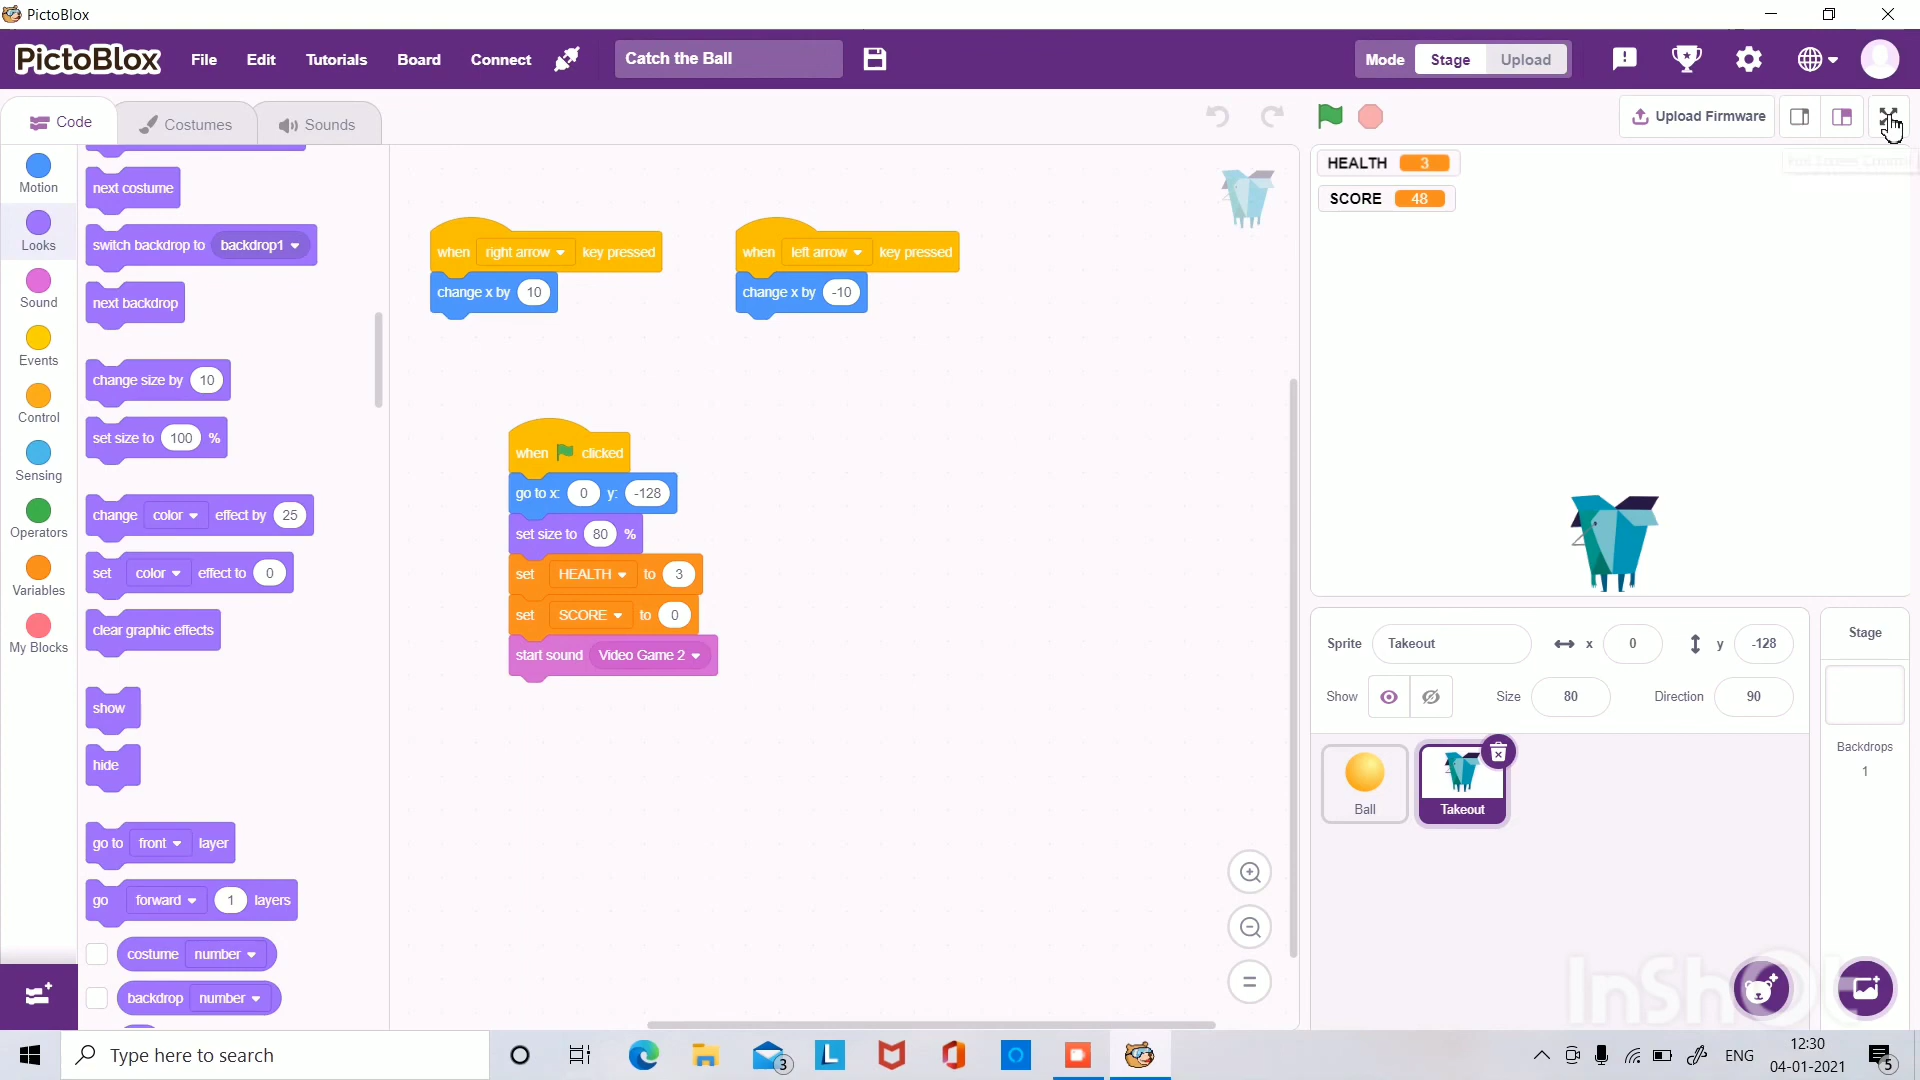 PictoBlox
PictoBlox File Edit Tutorials Board Connect Catch the Ball Mode Stage Upload
Code Costumes Sounds Upload Firmware
Motion
Looks
Sound
Events
Control
Sensing
Operators
Variables
My Blocks
next costume
switch backdrop to backdrop1
next backdrop
change size by 10
set size to 100 %
change color effect by 25
set color effect to 0
clear graphic effects
show
hide
go to front layer
go forward 1 layers
costume number
backdrop number
when right arrow key pressed
change x by 10
when left arrow key pressed
change x by -10
when clicked
go to x: 0 y: -128
set size to 80 %
set HEALTH to 3
set SCORE to 0
start sound Video Game 2
HEALTH 3
SCORE 48
Sprite Takeout x 0 y -128
Show Size 80 Direction 90
Ball
Takeout
Stage
Backdrops
1
InShOt
Type here to search
3
L
ENG
12:30
04-01-2021
5